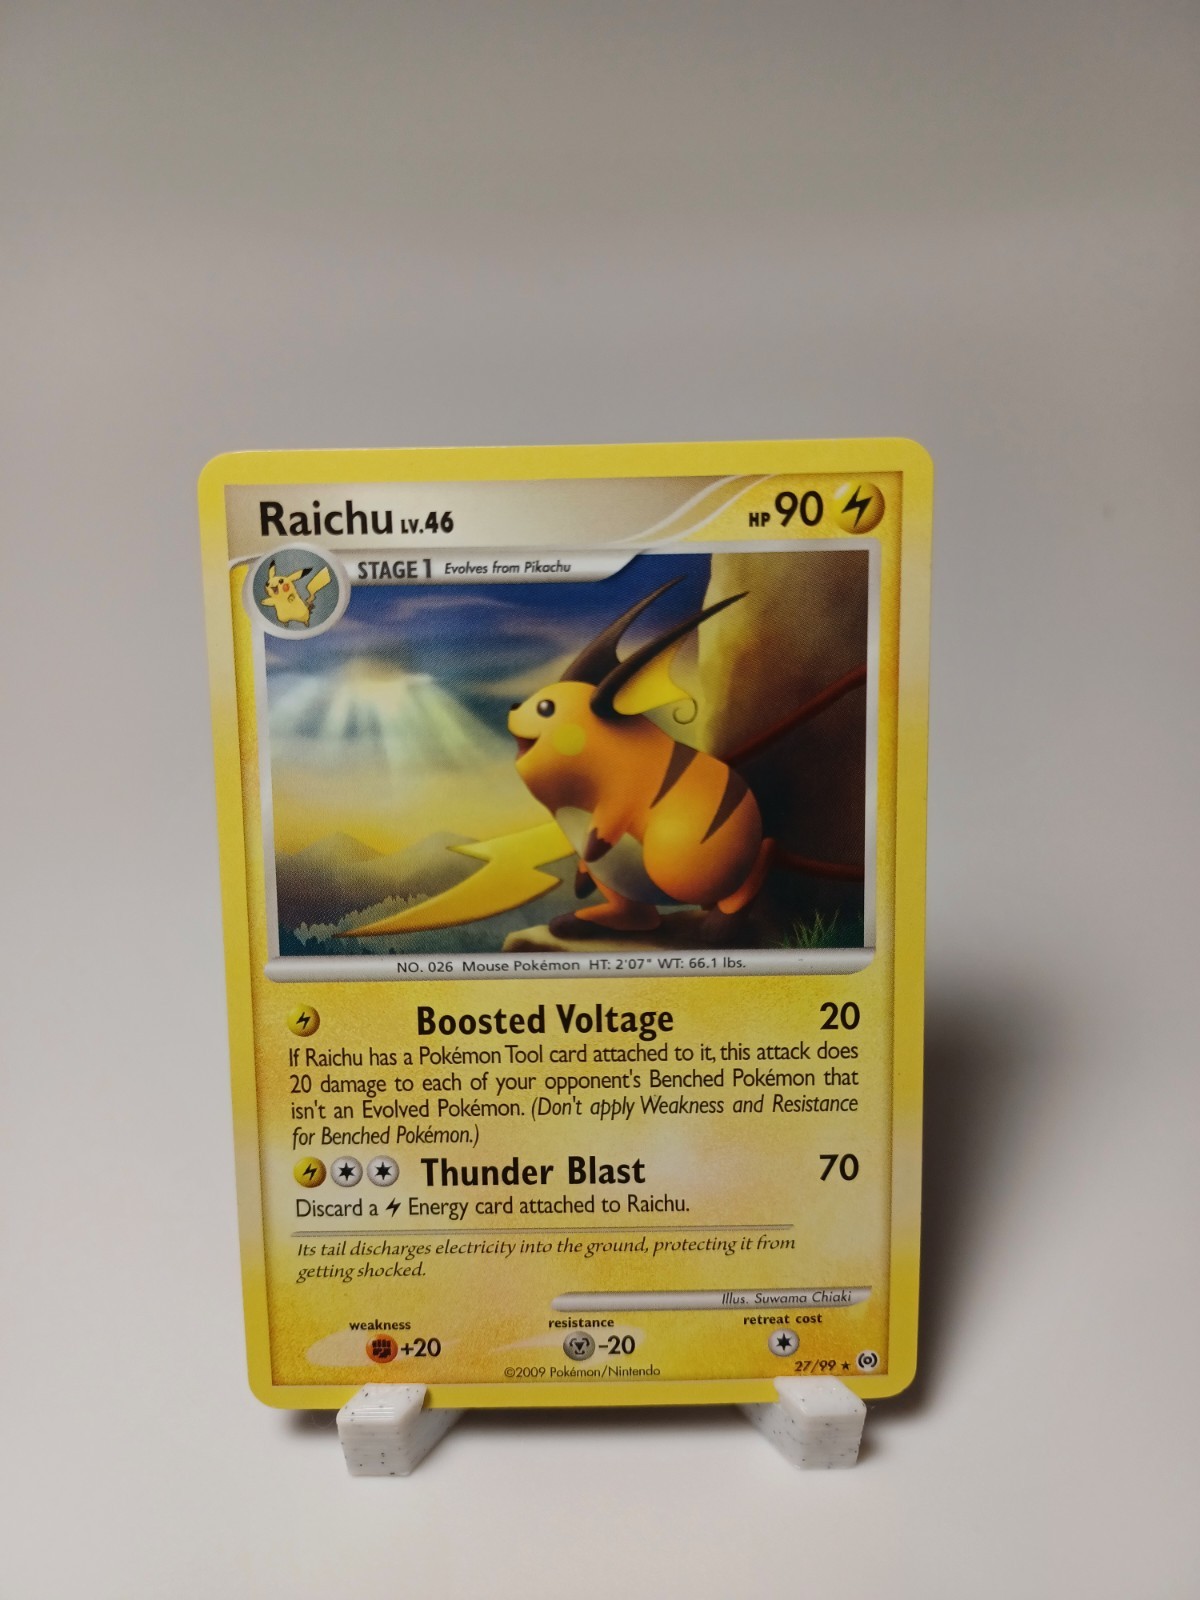 Raichu LV.46
HP 90
STAGE 1 Evolves from Pikachu
NO. 026 Mouse Pokémon HT: 2'07" WT: 66.1 lbs.
Boosted Voltage 20
If Raichu has a Pokémon Tool card attached to it, this attack does
20 damage to each of your opponent's Benched Pokémon that
isn't an Evolved Pokémon. (Don't apply Weakness and Resistance
for Benched Pokémon.)
Thunder Blast 70
Discard a Energy card attached to Raichu.
Its tail discharges electricity into the ground, protecting it from
getting shocked.
Illus. Suwama Chiaki
weakness resistance retreat cost
+20 -20
©2009 Pokémon/Nintendo 27/99 ★